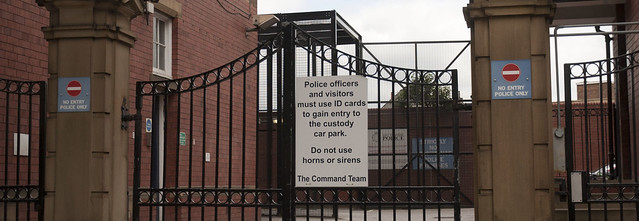 Police officers
and visitors
must use ID cards
to gain entry to
the custody
car park.
Do not use
horns or sirens
The Command Team
NO ENTRY
POLICE ONLY
NO ENTRY
POLICE ONLY
POLICE